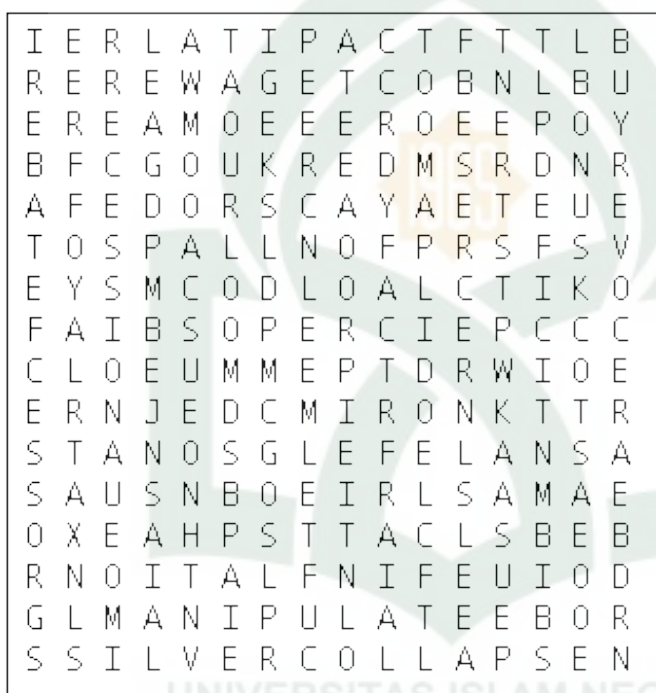 I E R L A T I P A C T F T T L B
R E R E W A G E T C O B N L B U
E R E A M O E E E R O E E P O Y
B F C G O U K R E D M S R D N R
A F E D O R S C A Y A E T E U E
T O S P A L L N O F P R S F S V
E Y S M C O D L O A L C T I K O
F A I B S O P E R C I E P C C C
C L O E U M M E P T D R W I O E
E R N J E D C M I R O N K T T R
S T A N O S G L E F E L A N S A
S A U S N B O E I R L S A M A E
O X E A H P S T T A C L S B E B
R N O I T A L F N I F E U I O D
G L M A N I P U L A T E E B O R
S S I L V E R C O L L A P S E N